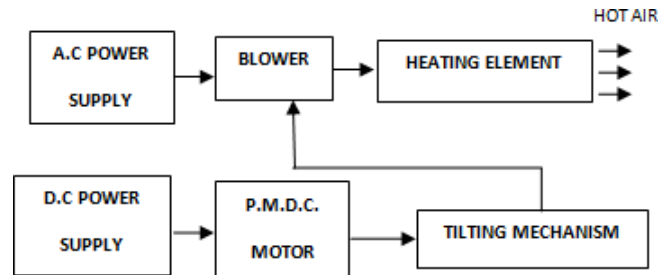 HOT AIR
A.C POWER
SUPPLY
BLOWER
HEATING ELEMENT
D.C POWER
SUPPLY
P.M.D.C.
MOTOR
TILTING MECHANISM